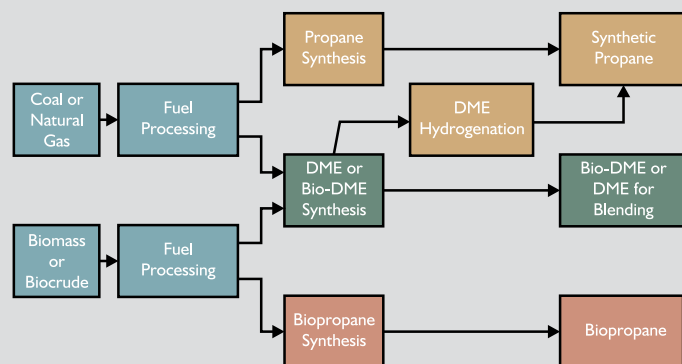 Propane
Synthesis
Synthetic
Propane
Coal or
Natural
Gas
Fuel
Processing
DME
Hydrogenation
DME or
Bio-DME
Synthesis
Bio-DME or
DME for
Blending
Biomass
or
Biocrude
Fuel
Processing
Biopropane
Synthesis
Biopropane